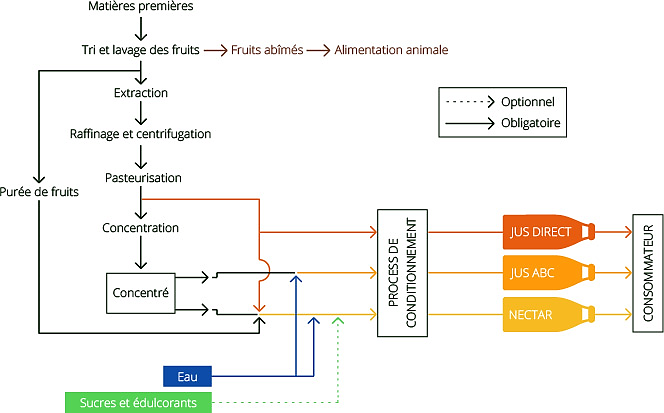 Matières premières
Tri et lavage des fruits
Fruits abîmés
Alimentation animale
Extraction
Optionnel
Obligatoire
Raffinage et centrifugation
Pasteurisation
Purée de fruits
Concentration
Concentré
PROCESS DE
CONDITIONNEMENT
JUS DIRECT
JUS ABC
NECTAR
CONSOMMATEUR
Eau
Sucres et édulcorants